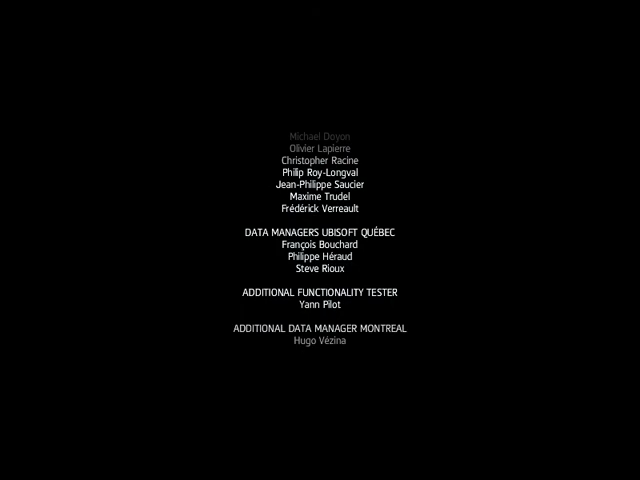 Michael Doyon
Olivier Lapierre
Christopher Racine
Philip Roy-Longval
Jean-Philippe Saucier
Maxime Trudel
Frédérick Verreault
DATA MANAGERS UBISOFT QUÉBEC
François Bouchard
Philippe Héraud
Steve Rioux
ADDITIONAL FUNCTIONALITY TESTER
Yann Pilot
ADDITIONAL DATA MANAGER MONTREAL
Hugo Vézina